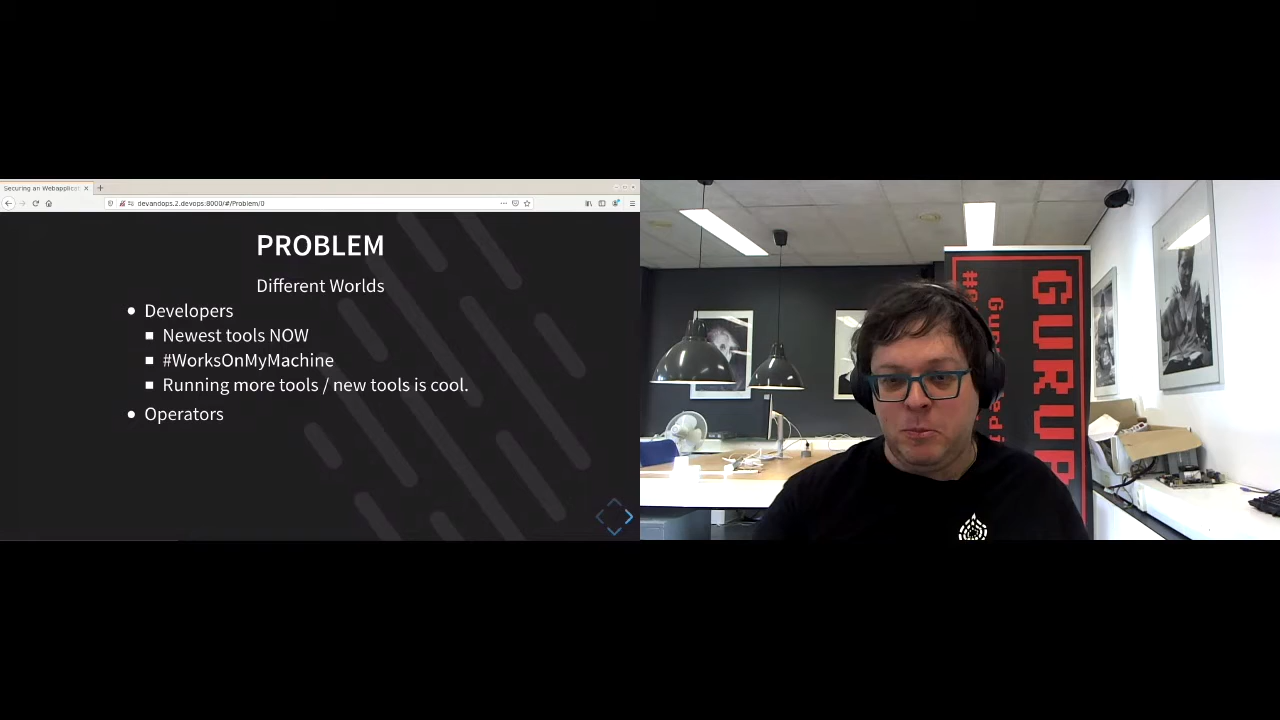 Securing an Webapplicat
devandops.2.devops:8000/#/Problem/0
PROBLEM
Different Worlds
Developers
Newest tools NOW
#WorksOnMyMachine
Running more tools / new tools is cool.
Operators
GURUB